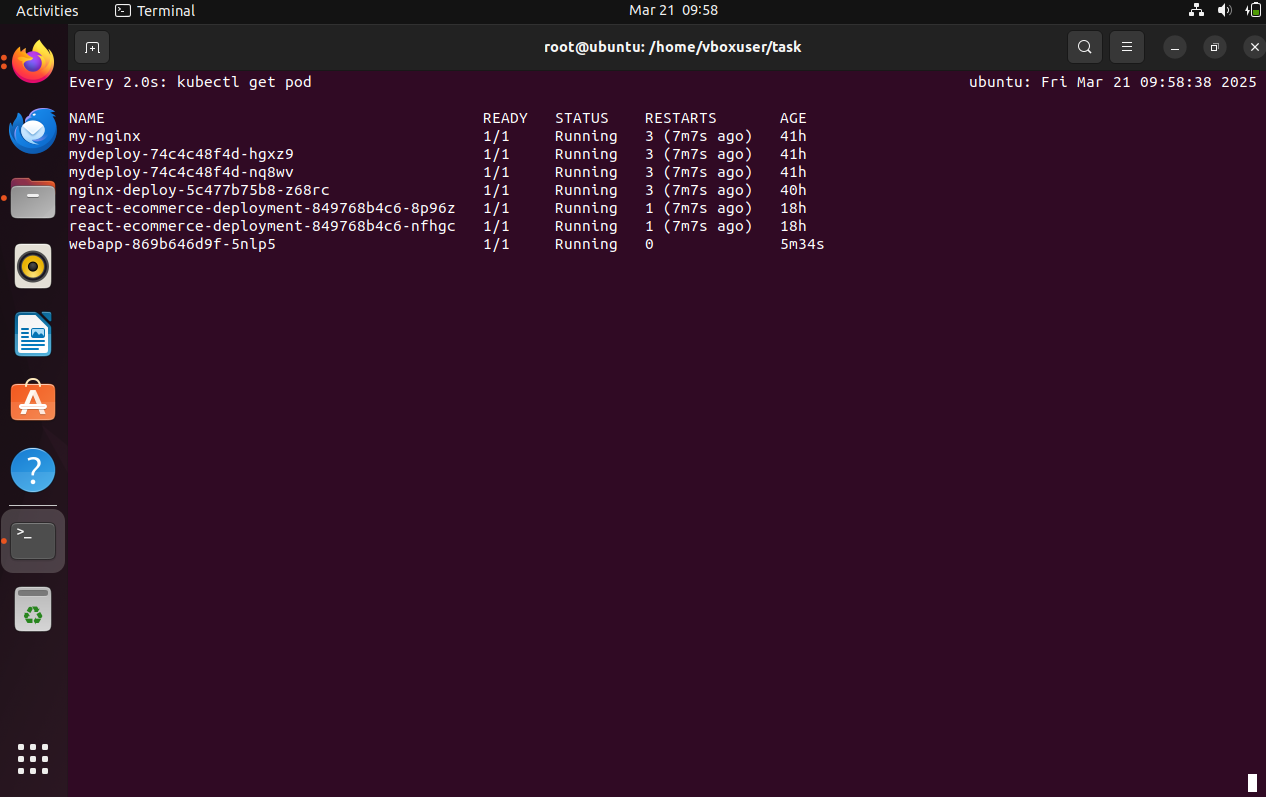 Activities Terminal Mar 21 09:58
root@ubuntu: /home/vboxuser/task
Every 2.0s: kubectl get pod ubuntu: Fri Mar 21 09:58:38 2025
NAME READY STATUS RESTARTS AGE
my-nginx 1/1 Running 3 (7m7s ago) 41h
mydeploy-74c4c48f4d-hgxz9 1/1 Running 3 (7m7s ago) 41h
mydeploy-74c4c48f4d-nq8wv 1/1 Running 3 (7m7s ago) 41h
nginx-deploy-5c477b75b8-z68rc 1/1 Running 3 (7m7s ago) 40h
react-ecommerce-deployment-849768b4c6-8p96z 1/1 Running 1 (7m7s ago) 18h
react-ecommerce-deployment-849768b4c6-nfhgc 1/1 Running 1 (7m7s ago) 18h
webapp-869b646d9f-5nlp5 1/1 Running 0 5m34s